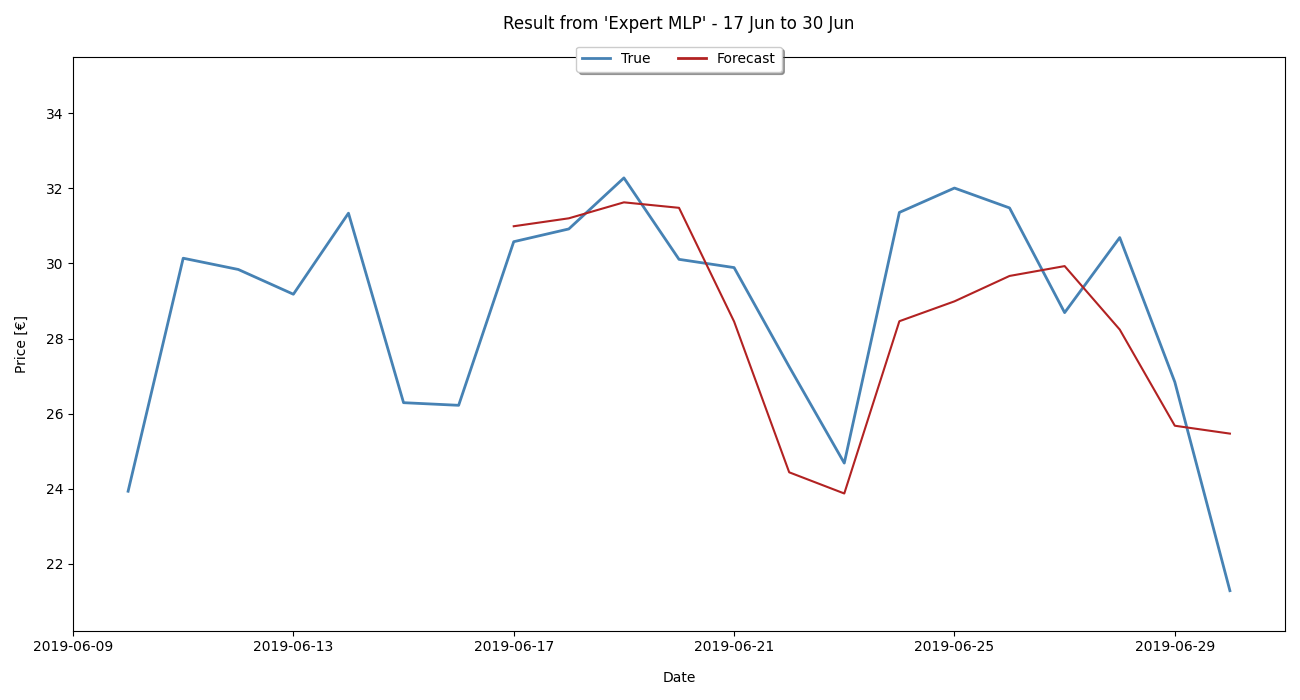 Result from 'Expert MLP' - 17 Jun to 30 Jun
True Forecast
34
32
30
28
26
24
22
Price [€]
2019-06-09 2019-06-13 2019-06-17 2019-06-21 2019-06-25 2019-06-29
Date